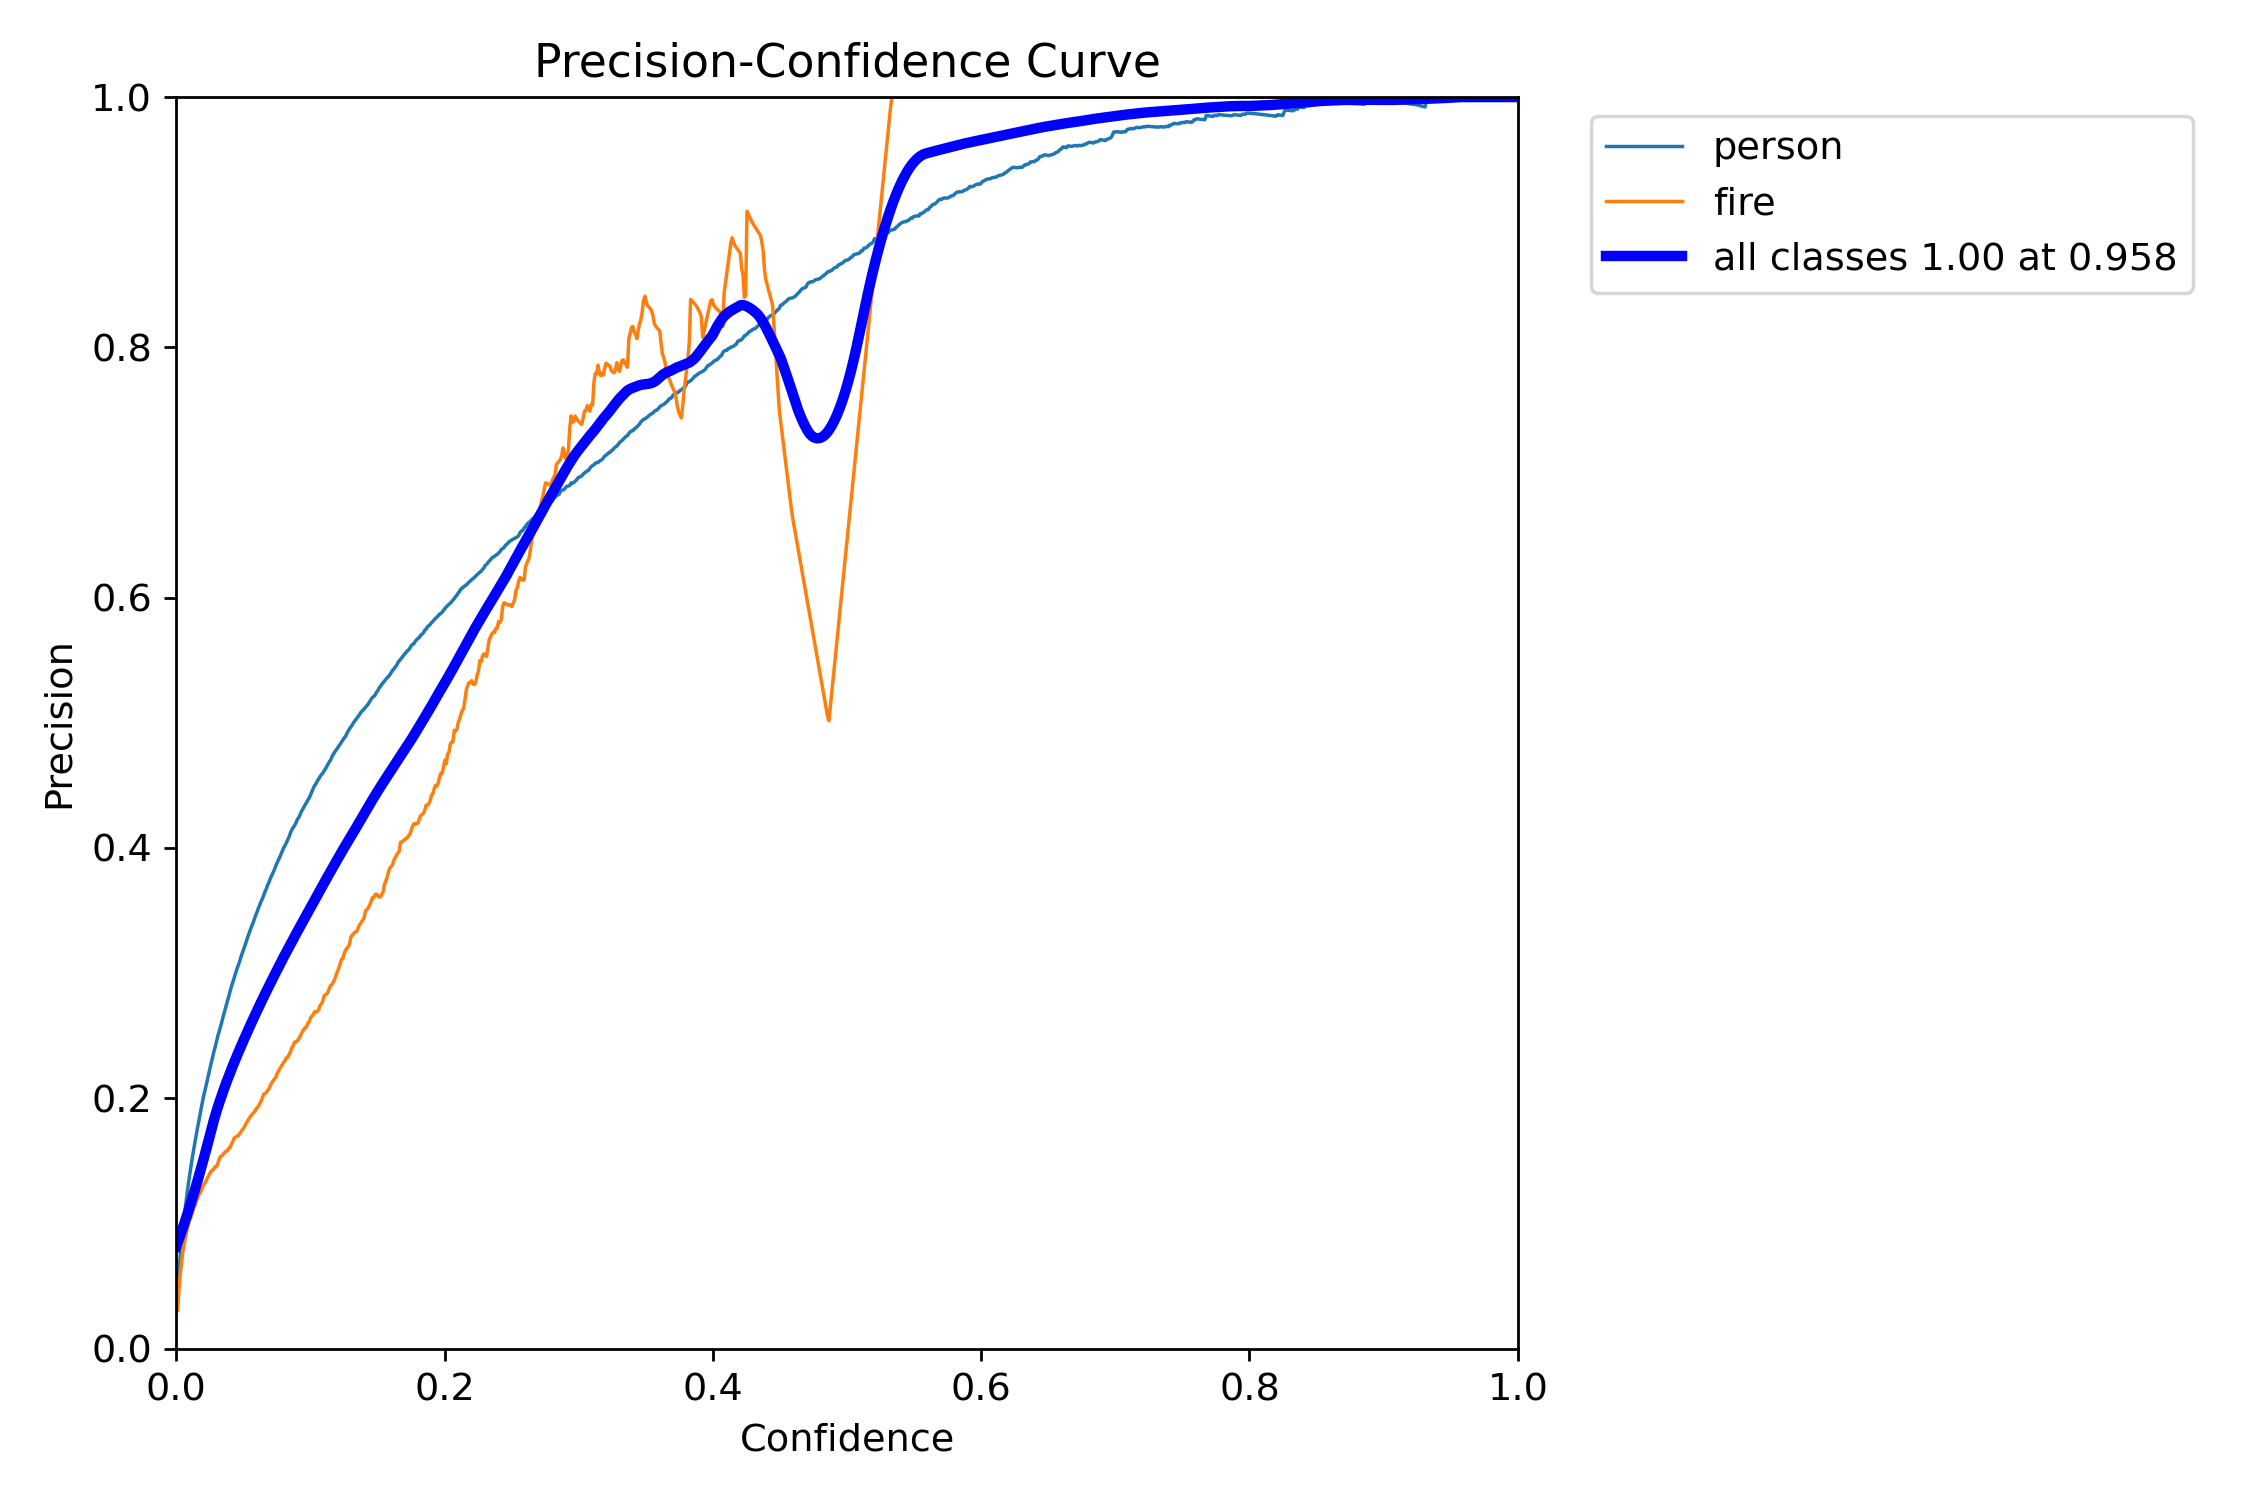 Precision-Confidence Curve
1.0
0.8
0.6
0.4
0.2
0.0
Precision
0.0 0.2 0.4 0.6 0.8 1.0
Confidence
person
fire
all classes 1.00 at 0.958